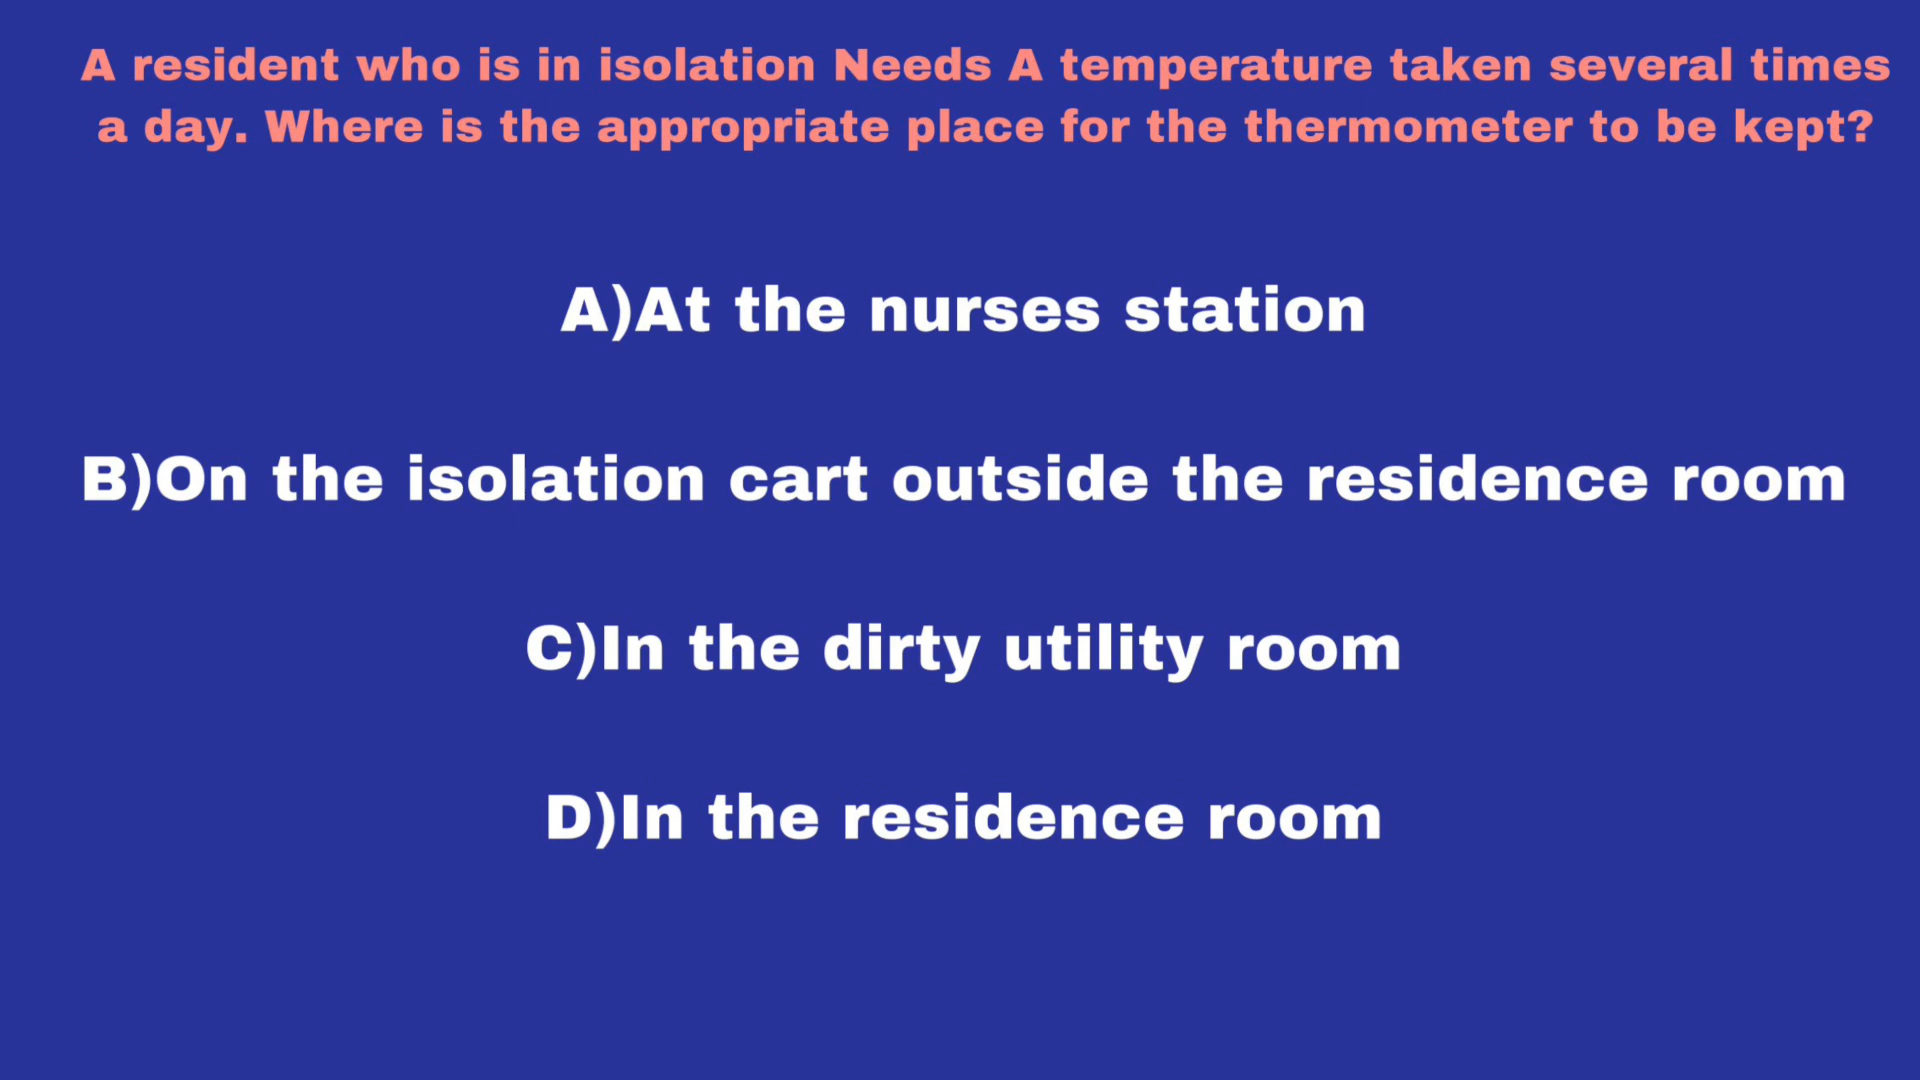 A resident who is in isolation Needs A temperature taken several times
a day. Where is the appropriate place for the thermometer to be kept?
A)At the nurses station
B)On the isolation cart outside the residence room
C)In the dirty utility room
D)In the residence room